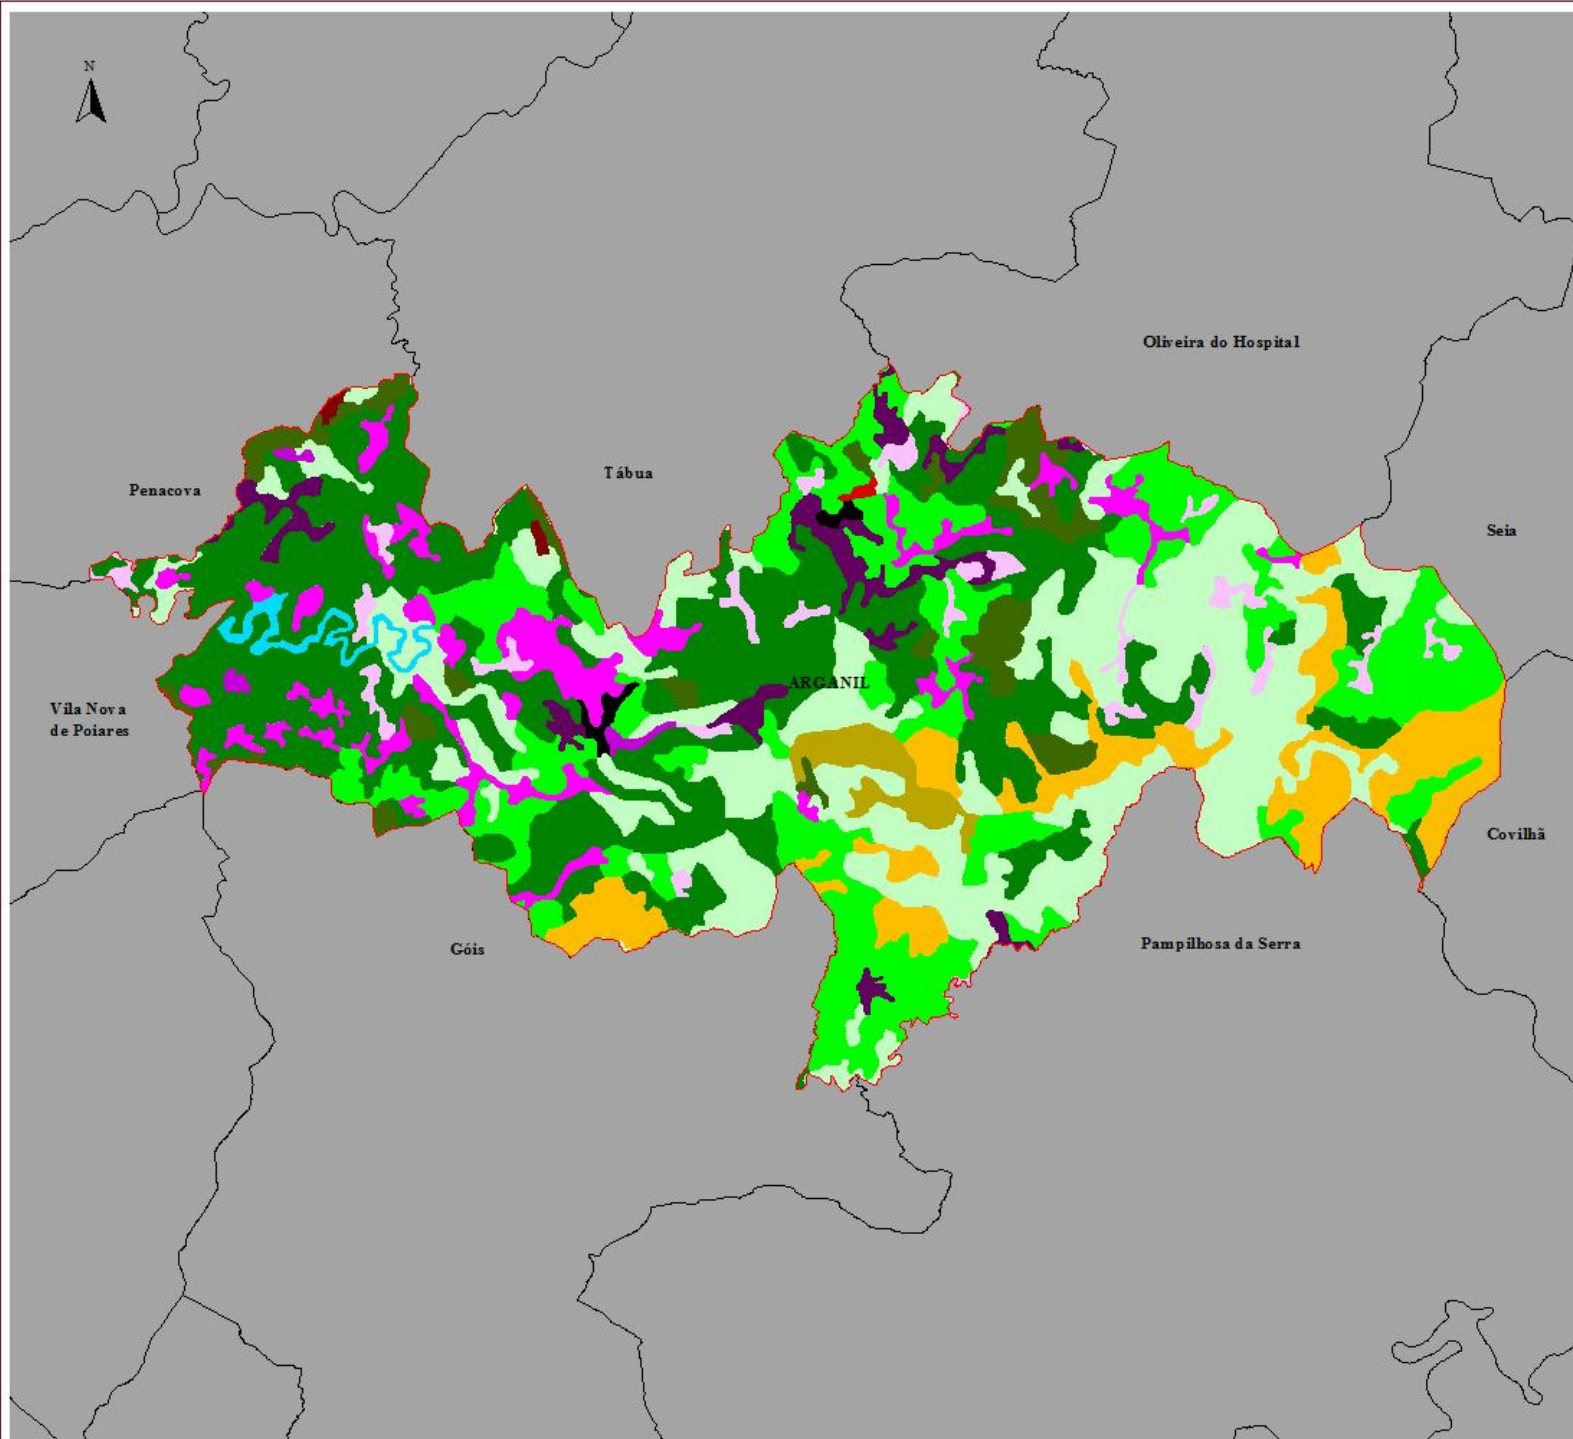 N
Oliveira do Hospital
Tábua
Penacova
Seia
ARGANIL
Vila Nova
de Poiares
Covilhã
Góis
Pampilhosa da Serra